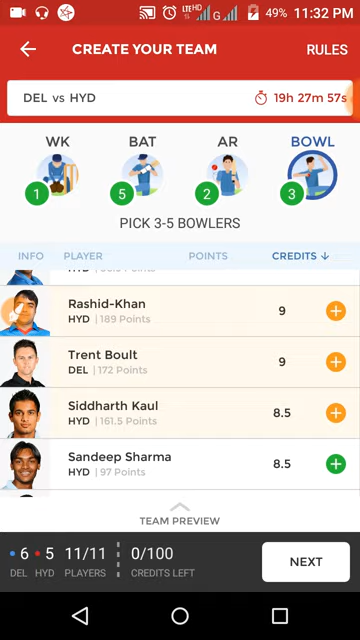 LTE HD G 49% 11:32 PM
CREATE YOUR TEAM RULES
DEL vs HYD 19h 27m 57s
WK BAT AR BOWL
1 5 2 3
PICK 3-5 BOWLERS
INFO PLAYER POINTS CREDITS ↓
Rashid-Khan
HYD | 189 Points 9
Trent Boult
DEL | 172 Points 9
Siddharth Kaul
HYD | 161.5 Points 8.5
Sandeep Sharma
HYD | 97 Points 8.5
TEAM PREVIEW
6 5 11/11 0/100 NEXT
DEL HYD PLAYERS CREDITS LEFT